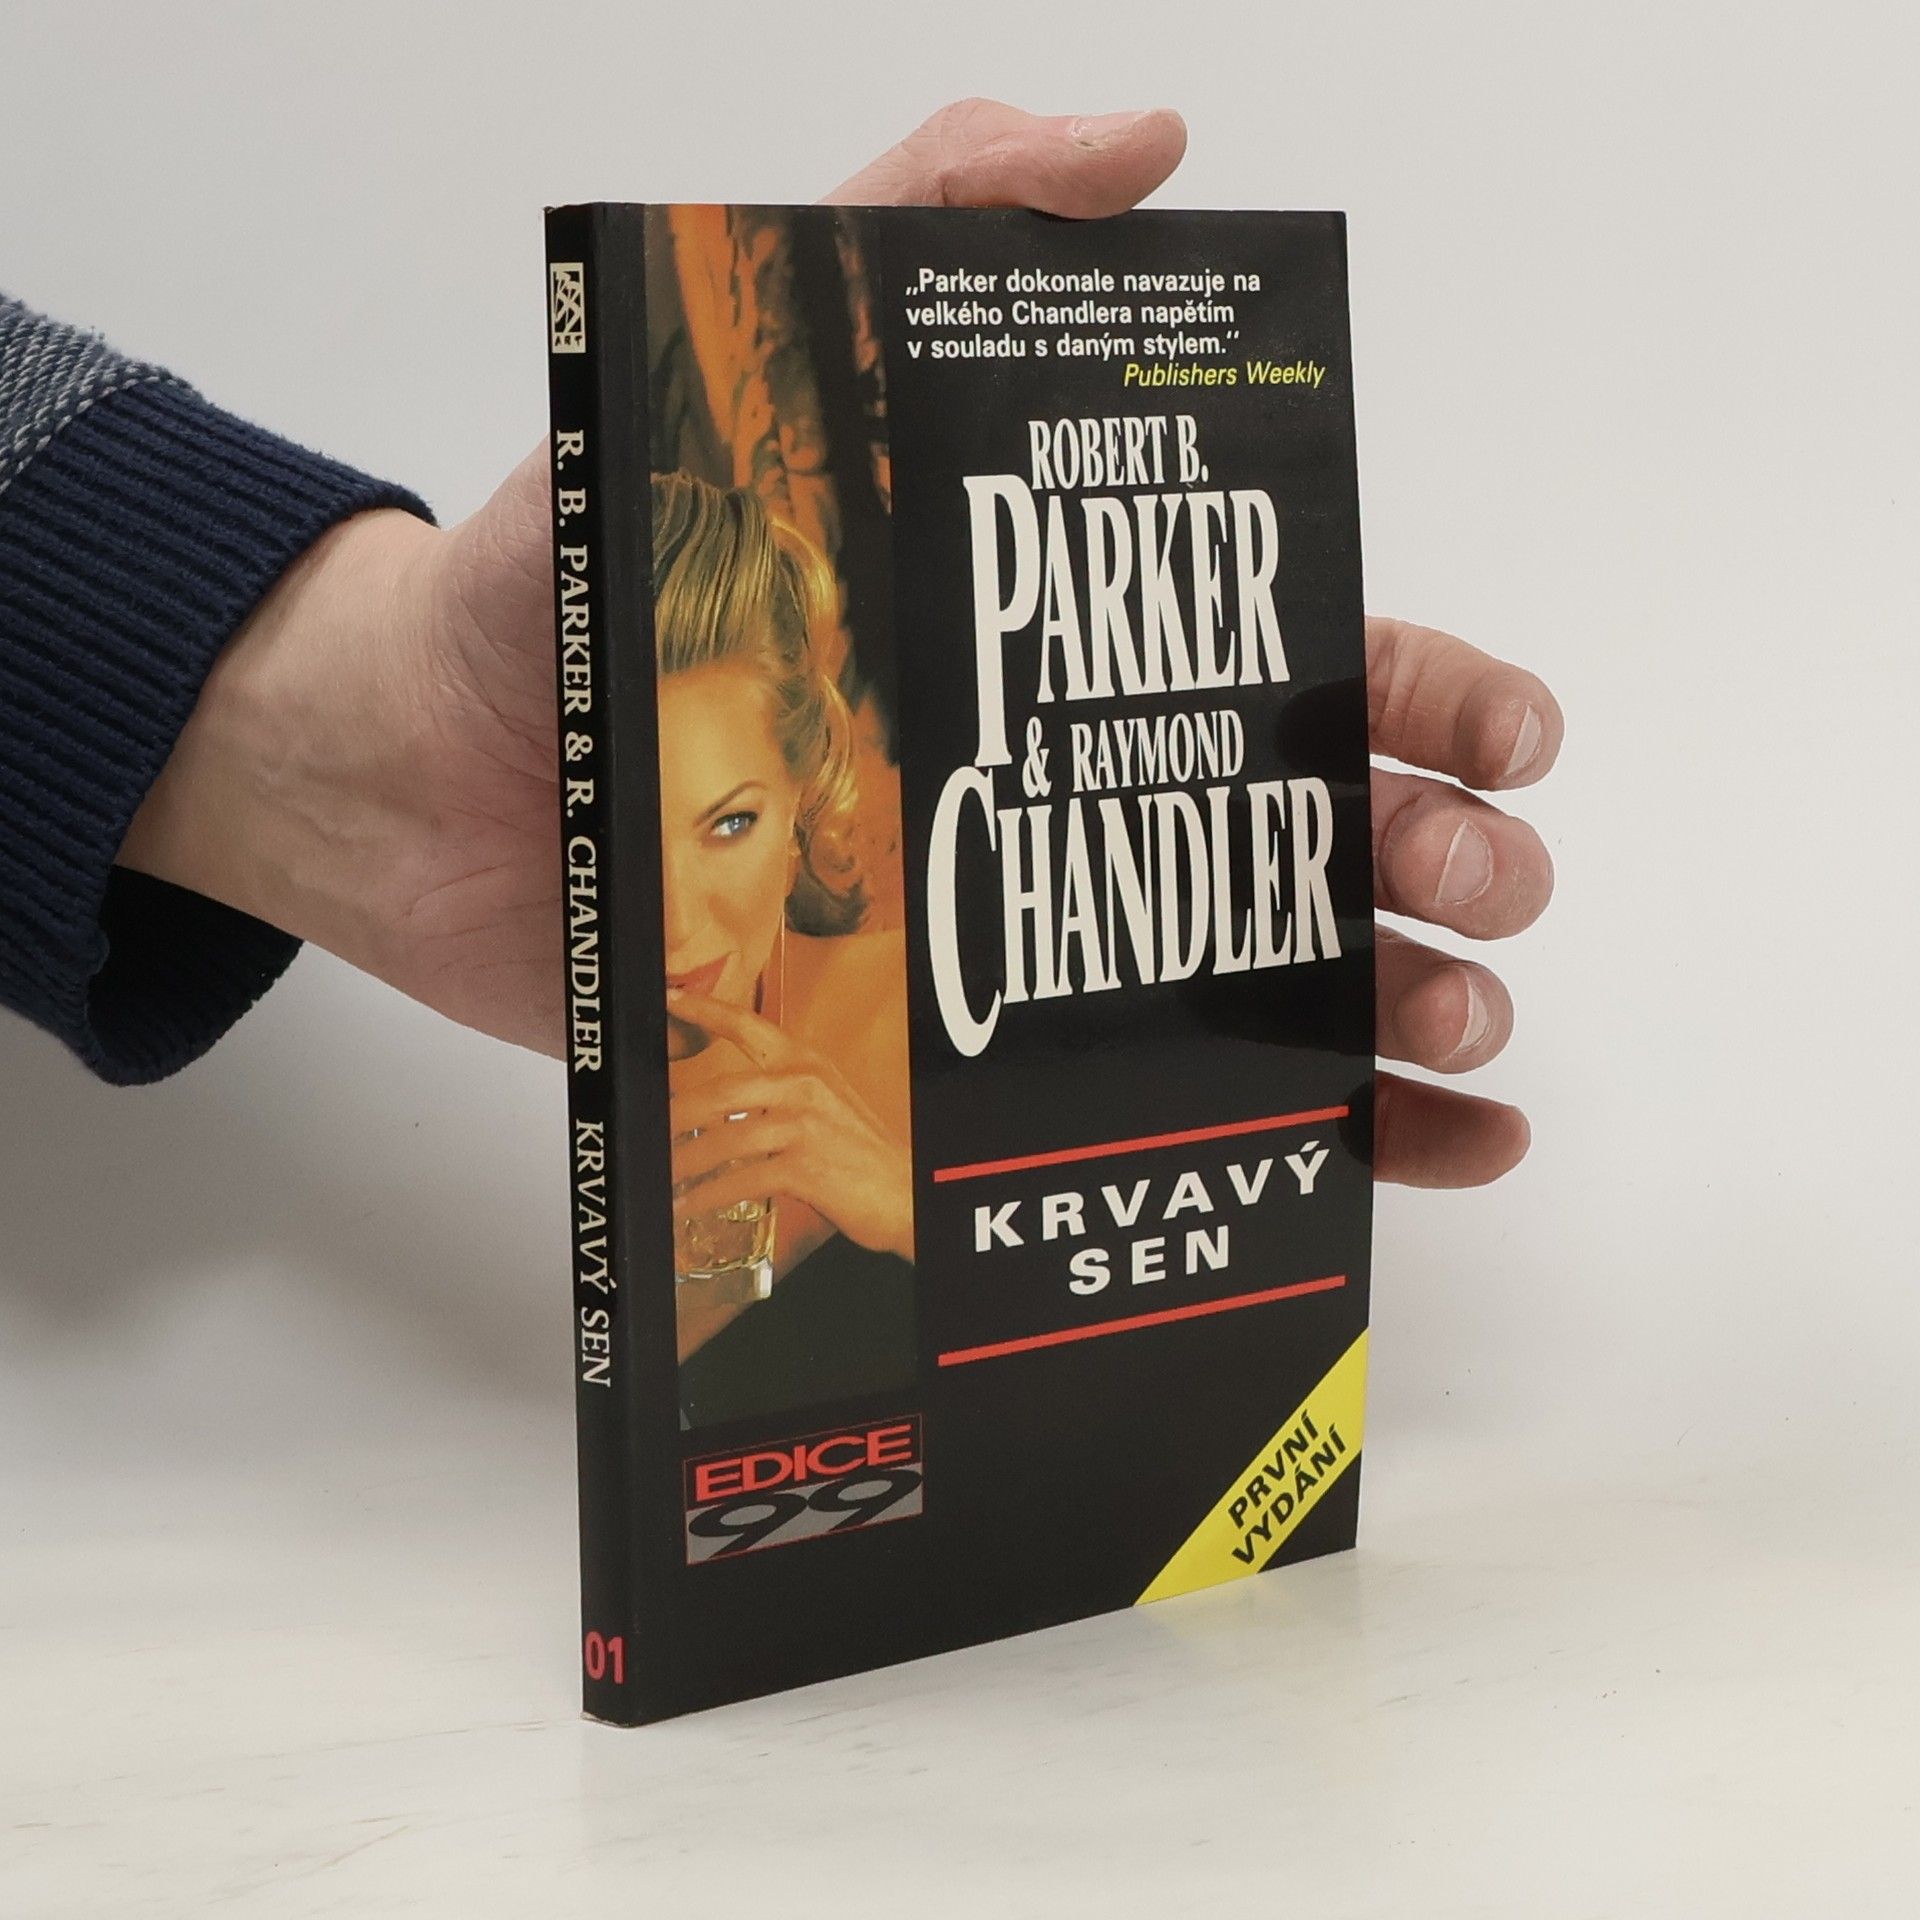 ART
R. B. PARKER & R. CHANDLER KRVAVÝ SEN
01
„Parker dokonale navazuje na
velkého Chandlera napětím
v souladu s daným stylem.“
Publishers Weekly
ROBERT B.
PARKER
& RAYMOND
CHANDLER
KRVAVÝ
SEN
EDICE
99
PRVNÍ
VYDÁNÍ